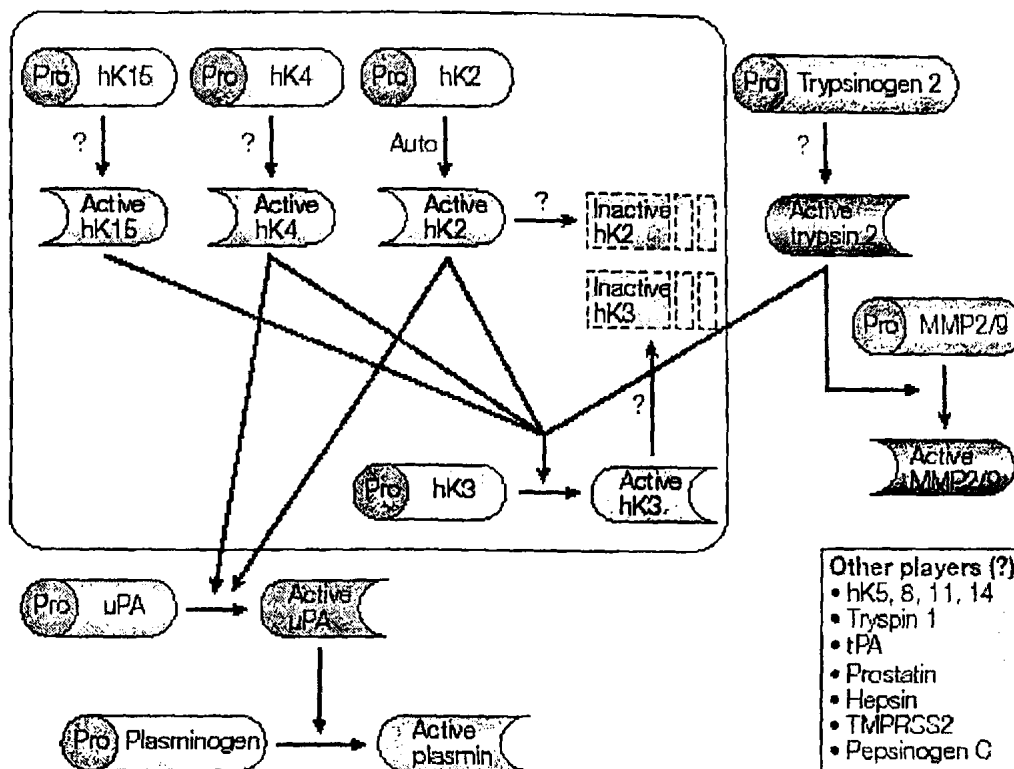 Pro hK15
Pro hK4
Pro hK2
Pro Trypsinogen 2
?
?
Auto
?
Active
hK15
Active
hK4
Active
hK2
?
Inactive
hK2
Active
trypsin 2
Inactive
hK3
Pro MMP2/9
?
Pro hK3
Active
hK3
Active
MMP2/9
Pro uPA
Active
µPA
Pro Plasminogen
Active
plasmin
Other players (?)
• hK5, 8, 11, 14
• Tryspin 1
• tPA
• Prostatin
• Hepsin
• TMPRSS2
• Pepsinogen C